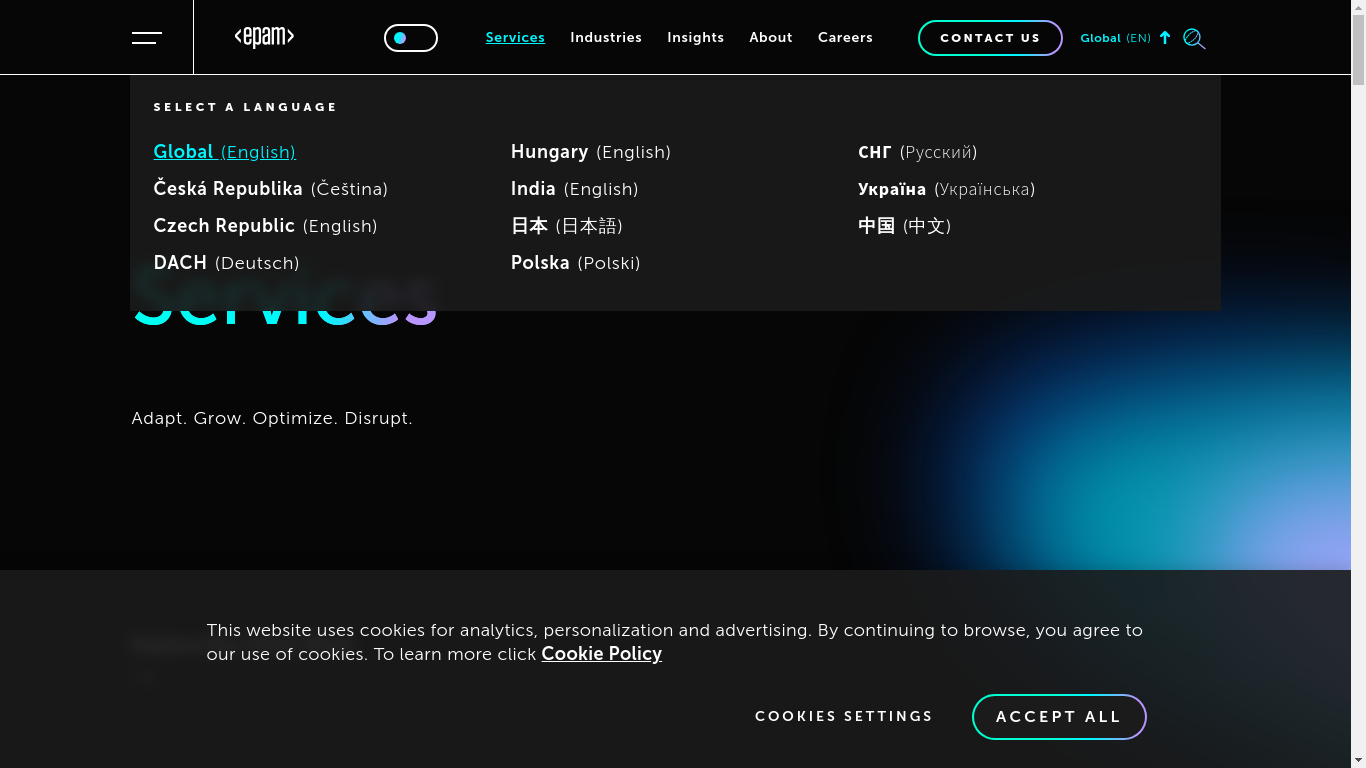 <epam>
Services Industries Insights About Careers
CONTACT US
Global (EN)
SELECT A LANGUAGE
Global (English)
Česká Republika (Čeština)
Czech Republic (English)
DACH (Deutsch)
Hungary (English)
India (English)
日本 (日本語)
Polska (Polski)
СНГ (Русский)
Україна (Українська)
中国 (中文)
Services
Adapt. Grow. Optimize. Disrupt.
This website uses cookies for analytics, personalization and advertising. By continuing to browse, you agree to
our use of cookies. To learn more click Cookie Policy
COOKIES SETTINGS
ACCEPT ALL